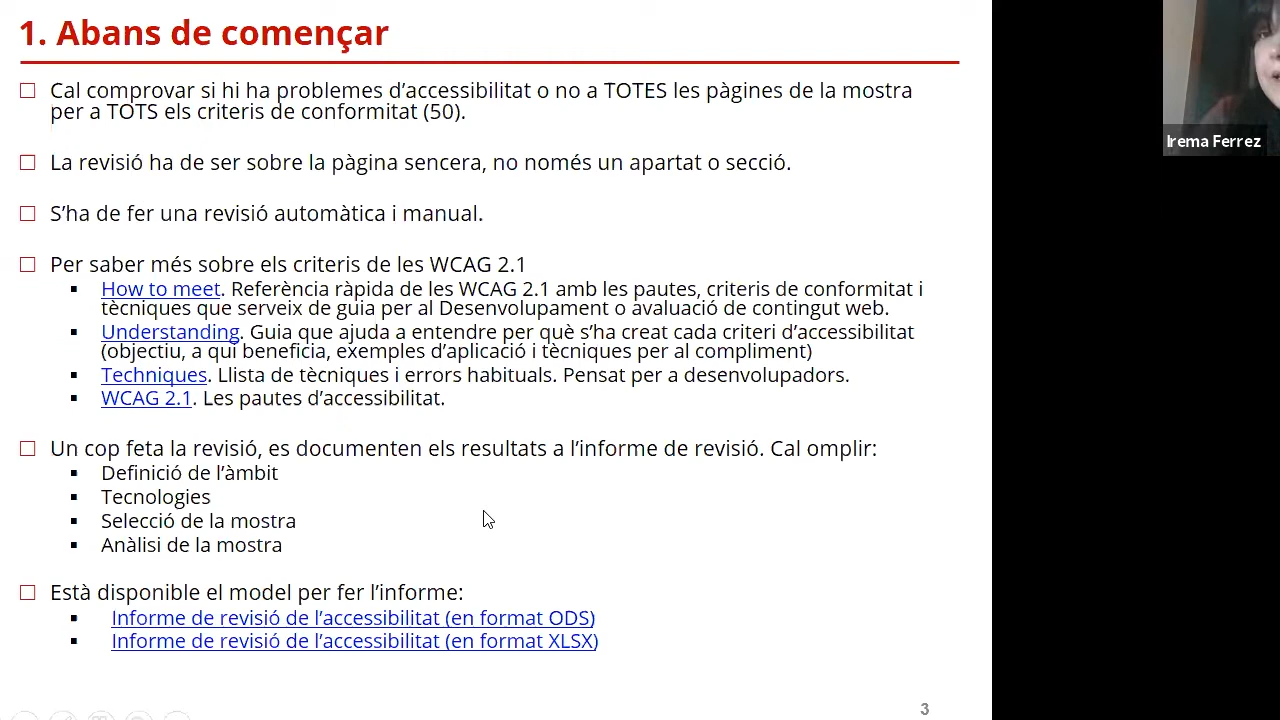 1. Abans de començar
Cal comprovar si hi ha problemes d’accessibilitat o no a TOTES les pàgines de la mostra
per a TOTS els criteris de conformitat (50).
La revisió ha de ser sobre la pàgina sencera, no només un apartat o secció.
S’ha de fer una revisió automàtica i manual.
Per saber més sobre els criteris de les WCAG 2.1
How to meet. Referència ràpida de les WCAG 2.1 amb les pautes, criteris de conformitat i
tècniques que serveix de guia per al Desenvolupament o avaluació de contingut web.
Understanding. Guia que ajuda a entendre per què s’ha creat cada criteri d’accessibilitat
(objectiu, a qui beneficia, exemples d’aplicació i tècniques per al compliment)
Techniques. Llista de tècniques i errors habituals. Pensat per a desenvolupadors.
WCAG 2.1. Les pautes d’accessibilitat.
Un cop feta la revisió, es documenten els resultats a l’informe de revisió. Cal omplir:
Definició de l’àmbit
Tecnologies
Selecció de la mostra
Anàlisi de la mostra
Està disponible el model per fer l’informe:
Informe de revisió de l’accessibilitat (en format ODS)
Informe de revisió de l’accessibilitat (en format XLSX)
3
Irema Ferrez